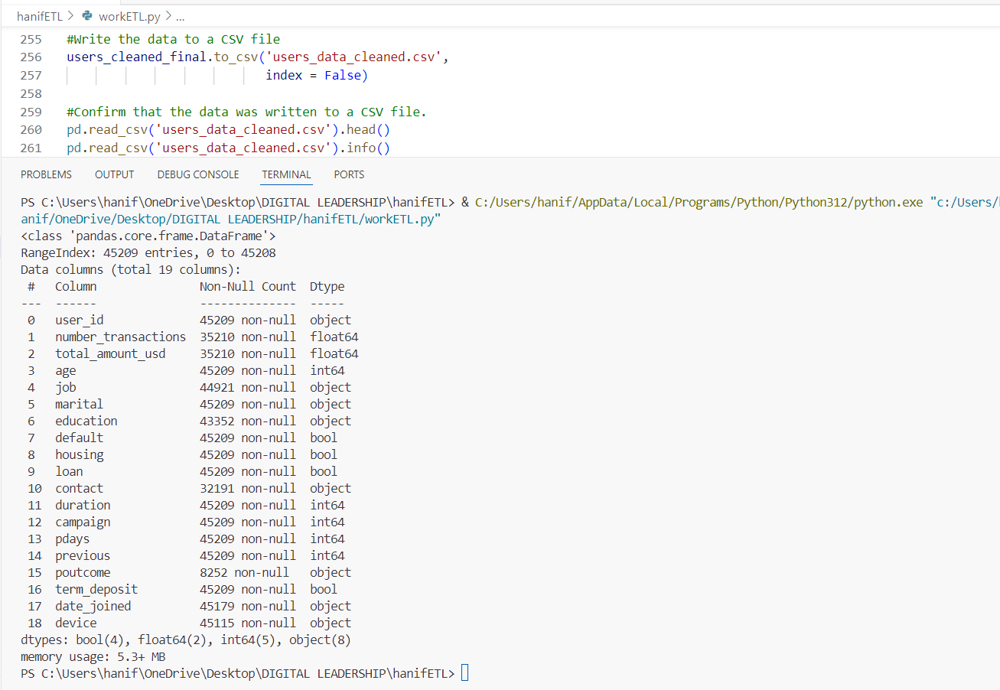 hanifETL > workETL.py > ...
255 #Write the data to a CSV file
256 users_cleaned_final.to_csv('users_data_cleaned.csv',
257 index = False)
258
259 #Confirm that the data was written to a CSV file.
260 pd.read_csv('users_data_cleaned.csv').head()
261 pd.read_csv('users_data_cleaned.csv').info()
PROBLEMS OUTPUT DEBUG CONSOLE TERMINAL PORTS
PS C:\Users\hanif\OneDrive\Desktop\DIGITAL LEADERSHIP\hanifETL> & C:/Users/hanif/AppData/Local/Programs/Python/Python312/python.exe "c:/Users/
anif/OneDrive/Desktop/DIGITAL LEADERSHIP/hanifETL/workETL.py"
<class 'pandas.core.frame.DataFrame'>
RangeIndex: 45209 entries, 0 to 45208
Data columns (total 19 columns):
# Column Non-Null Count Dtype
--- ------ -------------- -----
0 user_id 45209 non-null object
1 number_transactions 35210 non-null float64
2 total_amount_usd 35210 non-null float64
3 age 45209 non-null int64
4 job 44921 non-null object
5 marital 45209 non-null object
6 education 43352 non-null object
7 default 45209 non-null bool
8 housing 45209 non-null bool
9 loan 45209 non-null bool
10 contact 32191 non-null object
11 duration 45209 non-null int64
12 campaign 45209 non-null int64
13 pdays 45209 non-null int64
14 previous 45209 non-null int64
15 poutcome 8252 non-null object
16 term_deposit 45209 non-null bool
17 date_joined 45179 non-null object
18 device 45115 non-null object
dtypes: bool(4), float64(2), int64(5), object(8)
memory usage: 5.3+ MB
PS C:\Users\hanif\OneDrive\Desktop\DIGITAL LEADERSHIP\hanifETL>